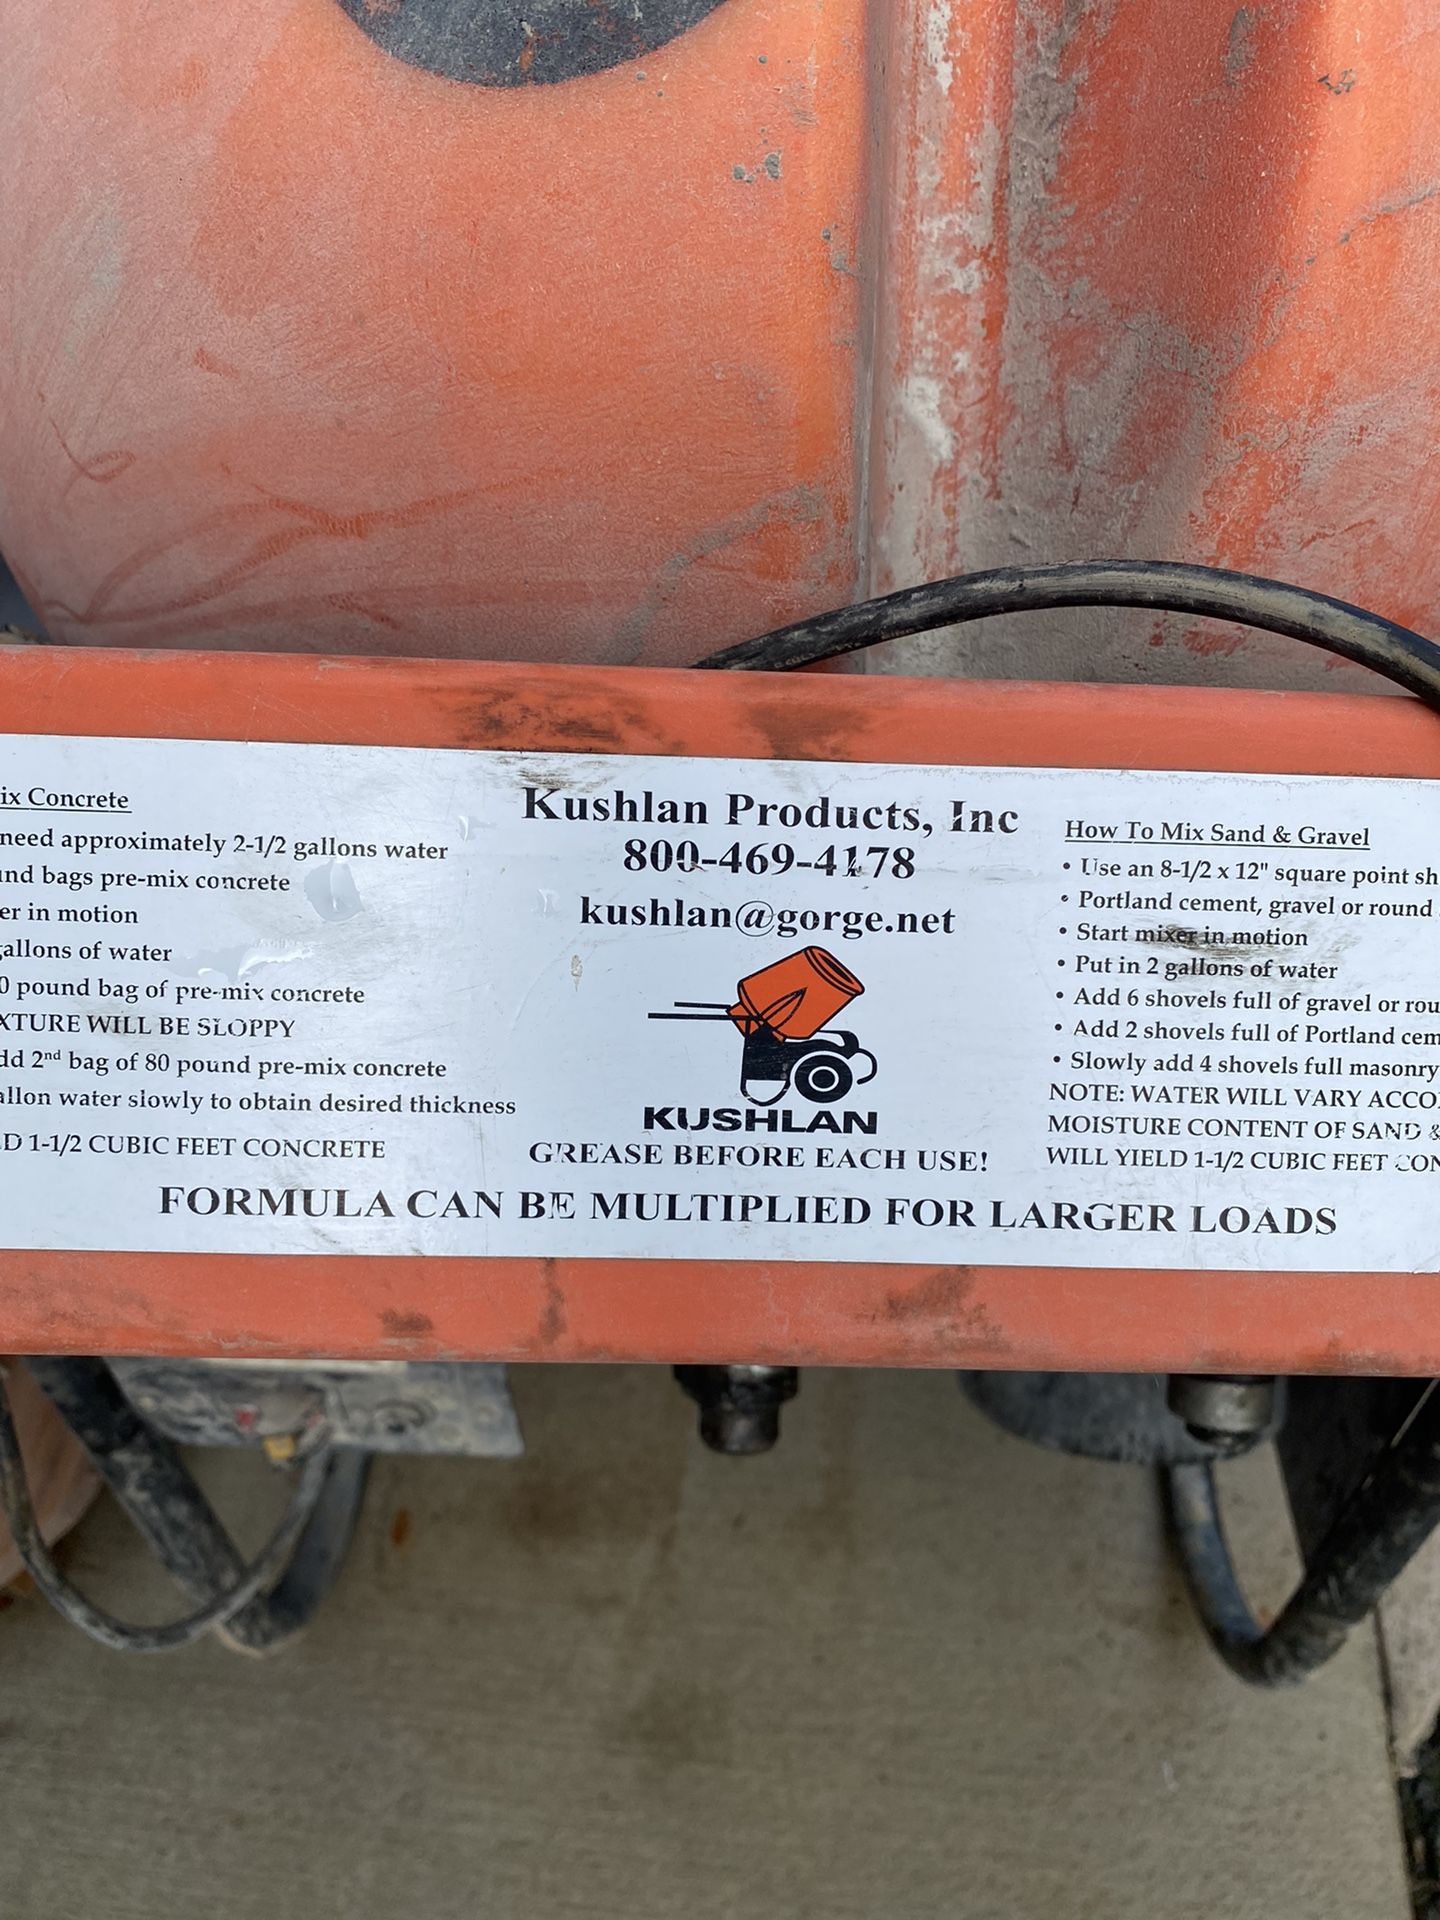 ix Concrete
need approximately 2-1/2 gallons water
und bags pre-mix concrete
er in motion
gallons of water
0 pound bag of pre-mix concrete
XTURE WILL BE SLOPPY
dd 2nd bag of 80 pound pre-mix concrete
allon water slowly to obtain desired thickness
LD 1-1/2 CUBIC FEET CONCRETE
Kushlan Products, Inc
800-469-4178
kushlan@gorge.net
KUSHLAN
GREASE BEFORE EACH USE!
How To Mix Sand & Gravel
• Use an 8-1/2 x 12" square point sh
• Portland cement, gravel or round
• Start mixer in motion
• Put in 2 gallons of water
• Add 6 shovels full of gravel or rou
• Add 2 shovels full of Portland cem
• Slowly add 4 shovels full masonry
NOTE: WATER WILL VARY ACCO
MOISTURE CONTENT OF SAND &
WILL YIELD 1-1/2 CUBIC FEET CON
FORMULA CAN BE MULTIPLIED FOR LARGER LOADS